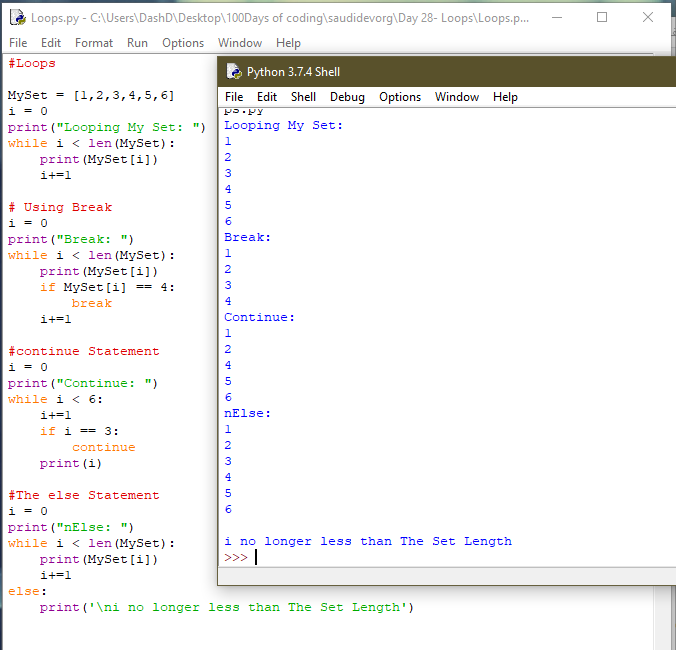 Loops.py - C:\Users\DashD\Desktop\100Days of coding\saudidevorg\Day 28- Loops\Loops.p...
File Edit Format Run Options Window Help
#Loops
MySet = [1,2,3,4,5,6]
i = 0
print("Looping My Set: ")
while i < len(MySet):
    print(MySet[i])
    i+=1
# Using Break
i = 0
print("Break: ")
while i < len(MySet):
    print(MySet[i])
    if MySet[i] == 4:
        break
    i+=1
#continue Statement
i = 0
print("Continue: ")
while i < 6:
    i+=1
    if i == 3:
        continue
    print(i)
#The else Statement
i = 0
print("nElse: ")
while i < len(MySet):
    print(MySet[i])
    i+=1
else:
    print('\ni no longer less than The Set Length')
Python 3.7.4 Shell
File Edit Shell Debug Options Window Help
ps.py
Looping My Set:
1
2
3
4
5
6
Break:
1
2
3
4
Continue:
1
2
4
5
6
nElse:
1
2
3
4
5
6
i no longer less than The Set Length
>>>